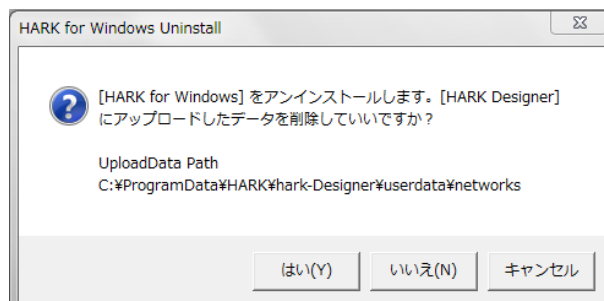 HARK for Windows Uninstall
[HARK for Windows] をアンインストールします。[HARK Designer]
にアップロードしたデータを削除していいですか？
UploadData Path
C:¥ProgramData¥HARK¥hark-Designer¥userdata¥networks
はい(Y) いいえ(N) キャンセル